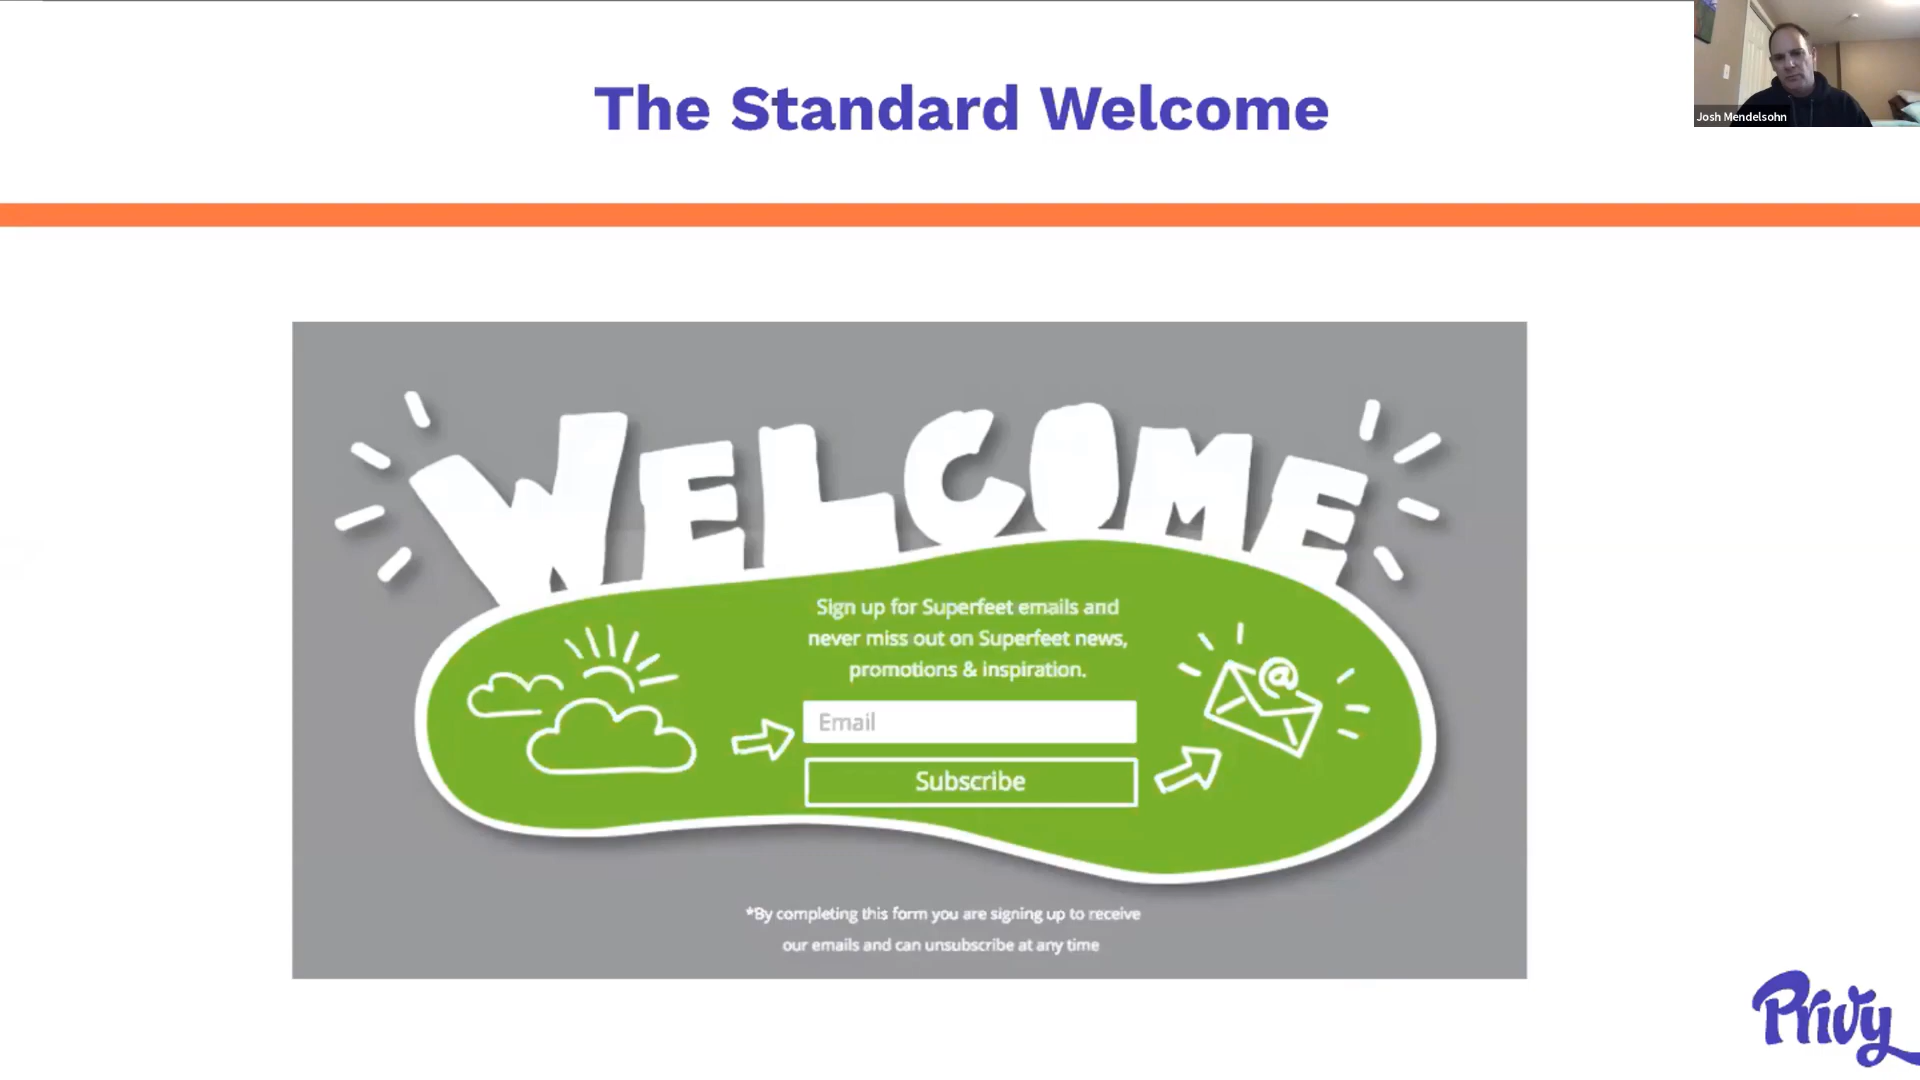 The Standard Welcome
Josh Mendelsohn
WELCOME
Sign up for Superfeet emails and
never miss out on Superfeet news,
promotions & inspiration.
Email
Subscribe
@
*By completing this form you are signing up to receive
our emails and can unsubscribe at any time
Privy